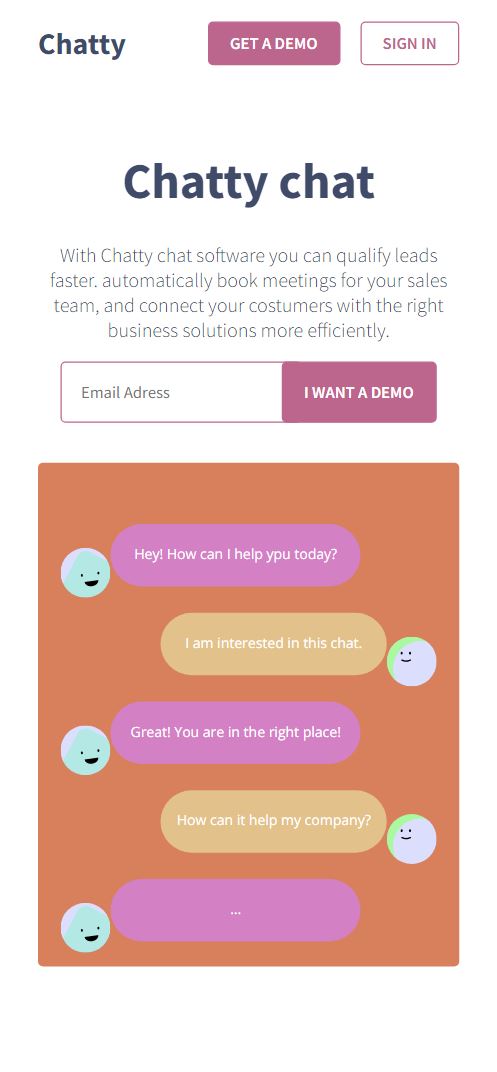 Chatty
GET A DEMO
SIGN IN
Chatty chat
With Chatty chat software you can qualify leads
faster. automatically book meetings for your sales
team, and connect your costumers with the right
business solutions more efficiently.
Email Adress
I WANT A DEMO
Hey! How can I help ypu today?
I am interested in this chat.
Great! You are in the right place!
How can it help my company?
...